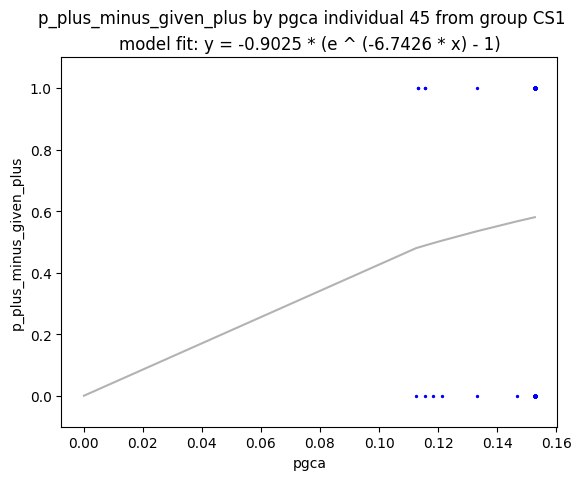 p_plus_minus_given_plus by pgca individual 45 from group CS1
model fit: y = -0.9025 * (e ^ (-6.7426 * x) - 1)
1.0
0.8
0.6
0.4
0.2
0.0
p_plus_minus_given_plus
0.00 0.02 0.04 0.06 0.08 0.10 0.12 0.14 0.16
pgca